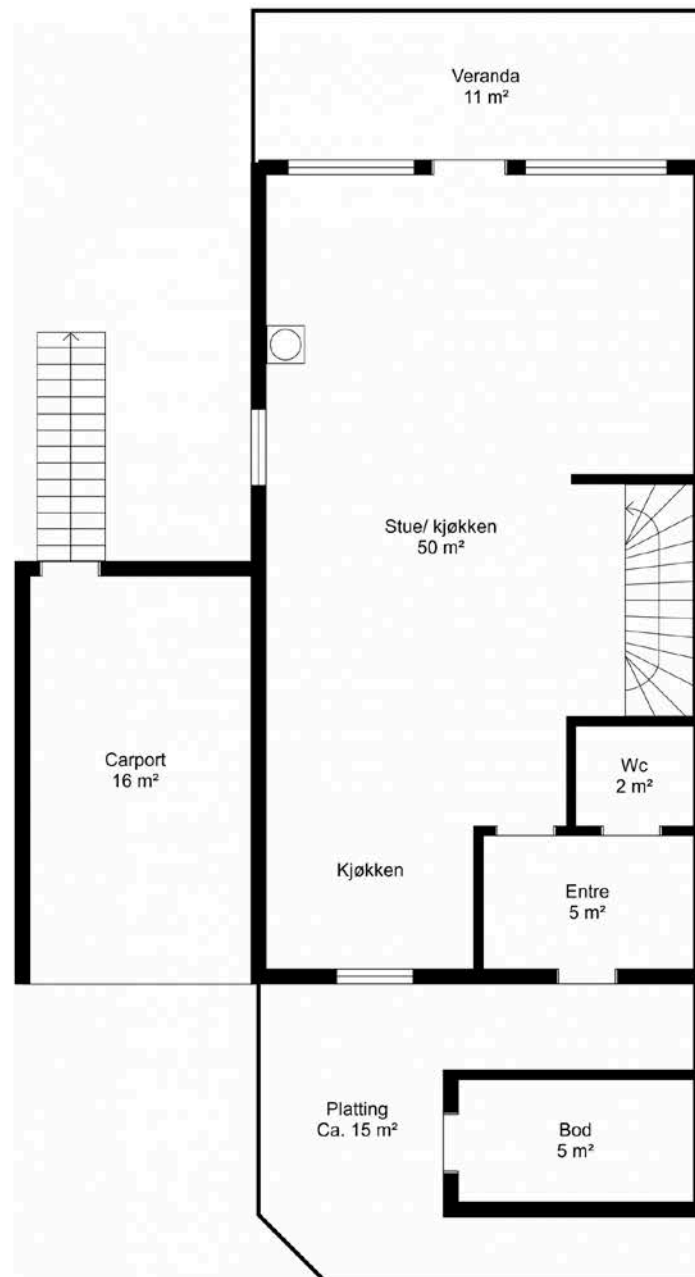 Veranda
11 m²
Stue/ kjøkken
50 m²
Carport
16 m²
Wc
2 m²
Kjøkken
Entre
5 m²
Platting
Ca. 15 m²
Bod
5 m²